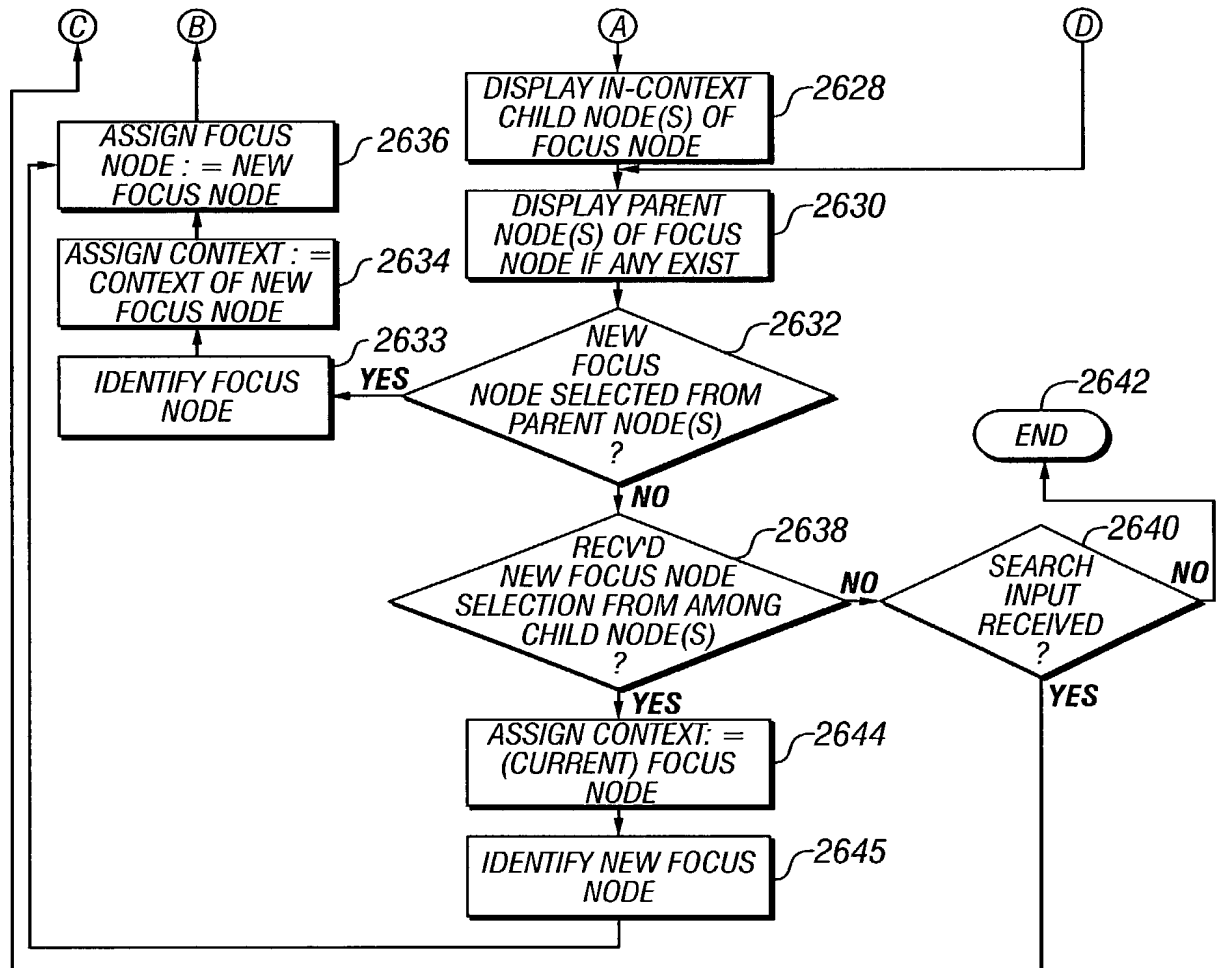 C
B
A
D
DISPLAY IN-CONTEXT
CHILD NODE(S) OF
FOCUS NODE
2628
ASSIGN FOCUS
NODE : = NEW
FOCUS NODE
2636
DISPLAY PARENT
NODE(S) OF FOCUS
NODE IF ANY EXIST
2630
ASSIGN CONTEXT : =
CONTEXT OF NEW
FOCUS NODE
2634
IDENTIFY FOCUS
NODE
2633
YES
NEW
FOCUS
NODE SELECTED FROM
PARENT NODE(S)
?
2632
NO
2642
END
RECV'D
NEW FOCUS NODE
SELECTION FROM AMONG
CHILD NODE(S)
?
2638
NO
SEARCH
INPUT
RECEIVED
?
2640
NO
YES
YES
ASSIGN CONTEXT: =
(CURRENT) FOCUS
NODE
2644
IDENTIFY NEW FOCUS
NODE
2645